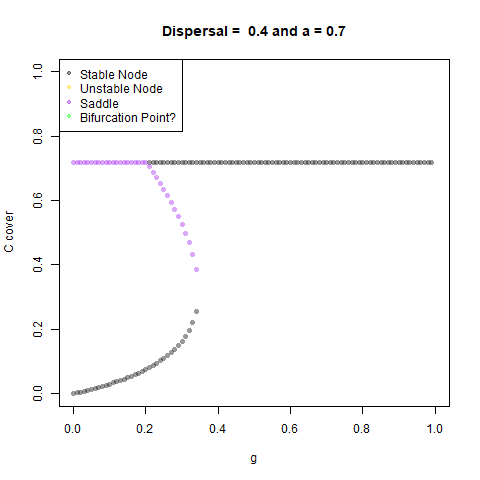 Dispersal =  0.4 and a = 0.7
Stable Node
Unstable Node
Saddle
Bifurcation Point?
C cover
1.0
0.8
0.6
0.4
0.2
0.0
0.0 0.2 0.4 0.6 0.8 1.0
g